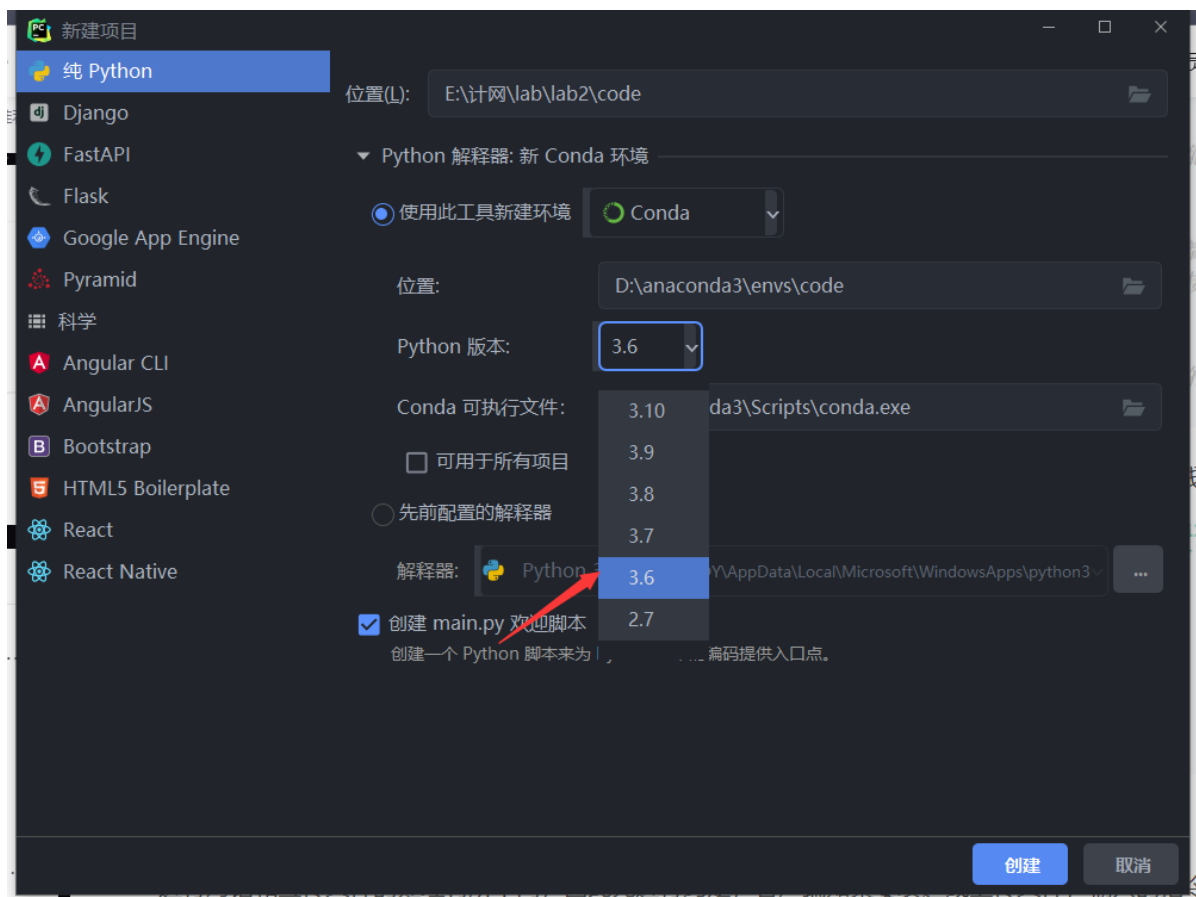 新建项目
纯 Python
Django
FastAPI
Flask
Google App Engine
Pyramid
科学
Angular CLI
AngularJS
Bootstrap
HTML5 Boilerplate
React
React Native
位置(L): E:\计网\lab\lab2\code
Python 解释器: 新 Conda 环境
使用此工具新建环境 Conda
位置: D:\anaconda3\envs\code
Python 版本: 3.6
Conda 可执行文件: da3\Scripts\conda.exe
3.10
3.9
3.8
3.7
3.6
2.7
可用于所有项目
先前配置的解释器
解释器: Python Y\AppData\Local\Microsoft\WindowsApps\python3 ...
创建 main.py 欢迎脚本
创建一个 Python 脚本来为 编码提供入口点。
创建 取消